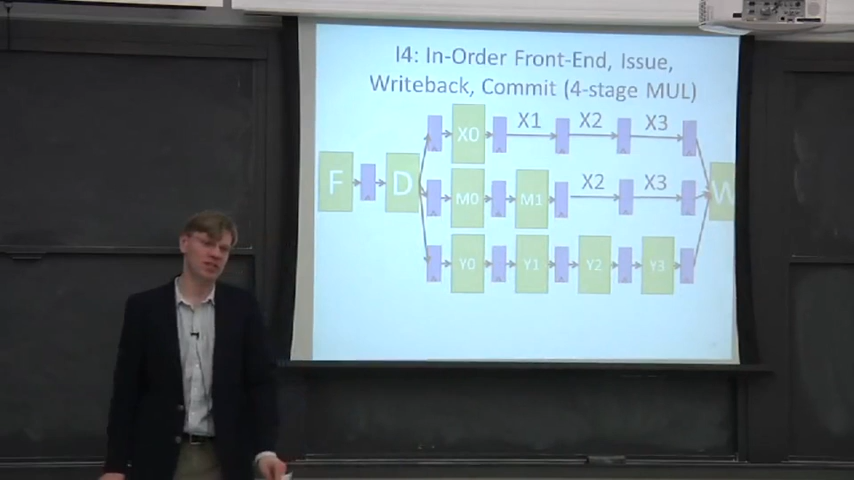 I4: In-Order Front-End, Issue,
Writeback, Commit (4-stage MUL)
X0 X1 X2 X3
F D M0 M1 X2 X3 W
Y0 Y1 Y2 Y3